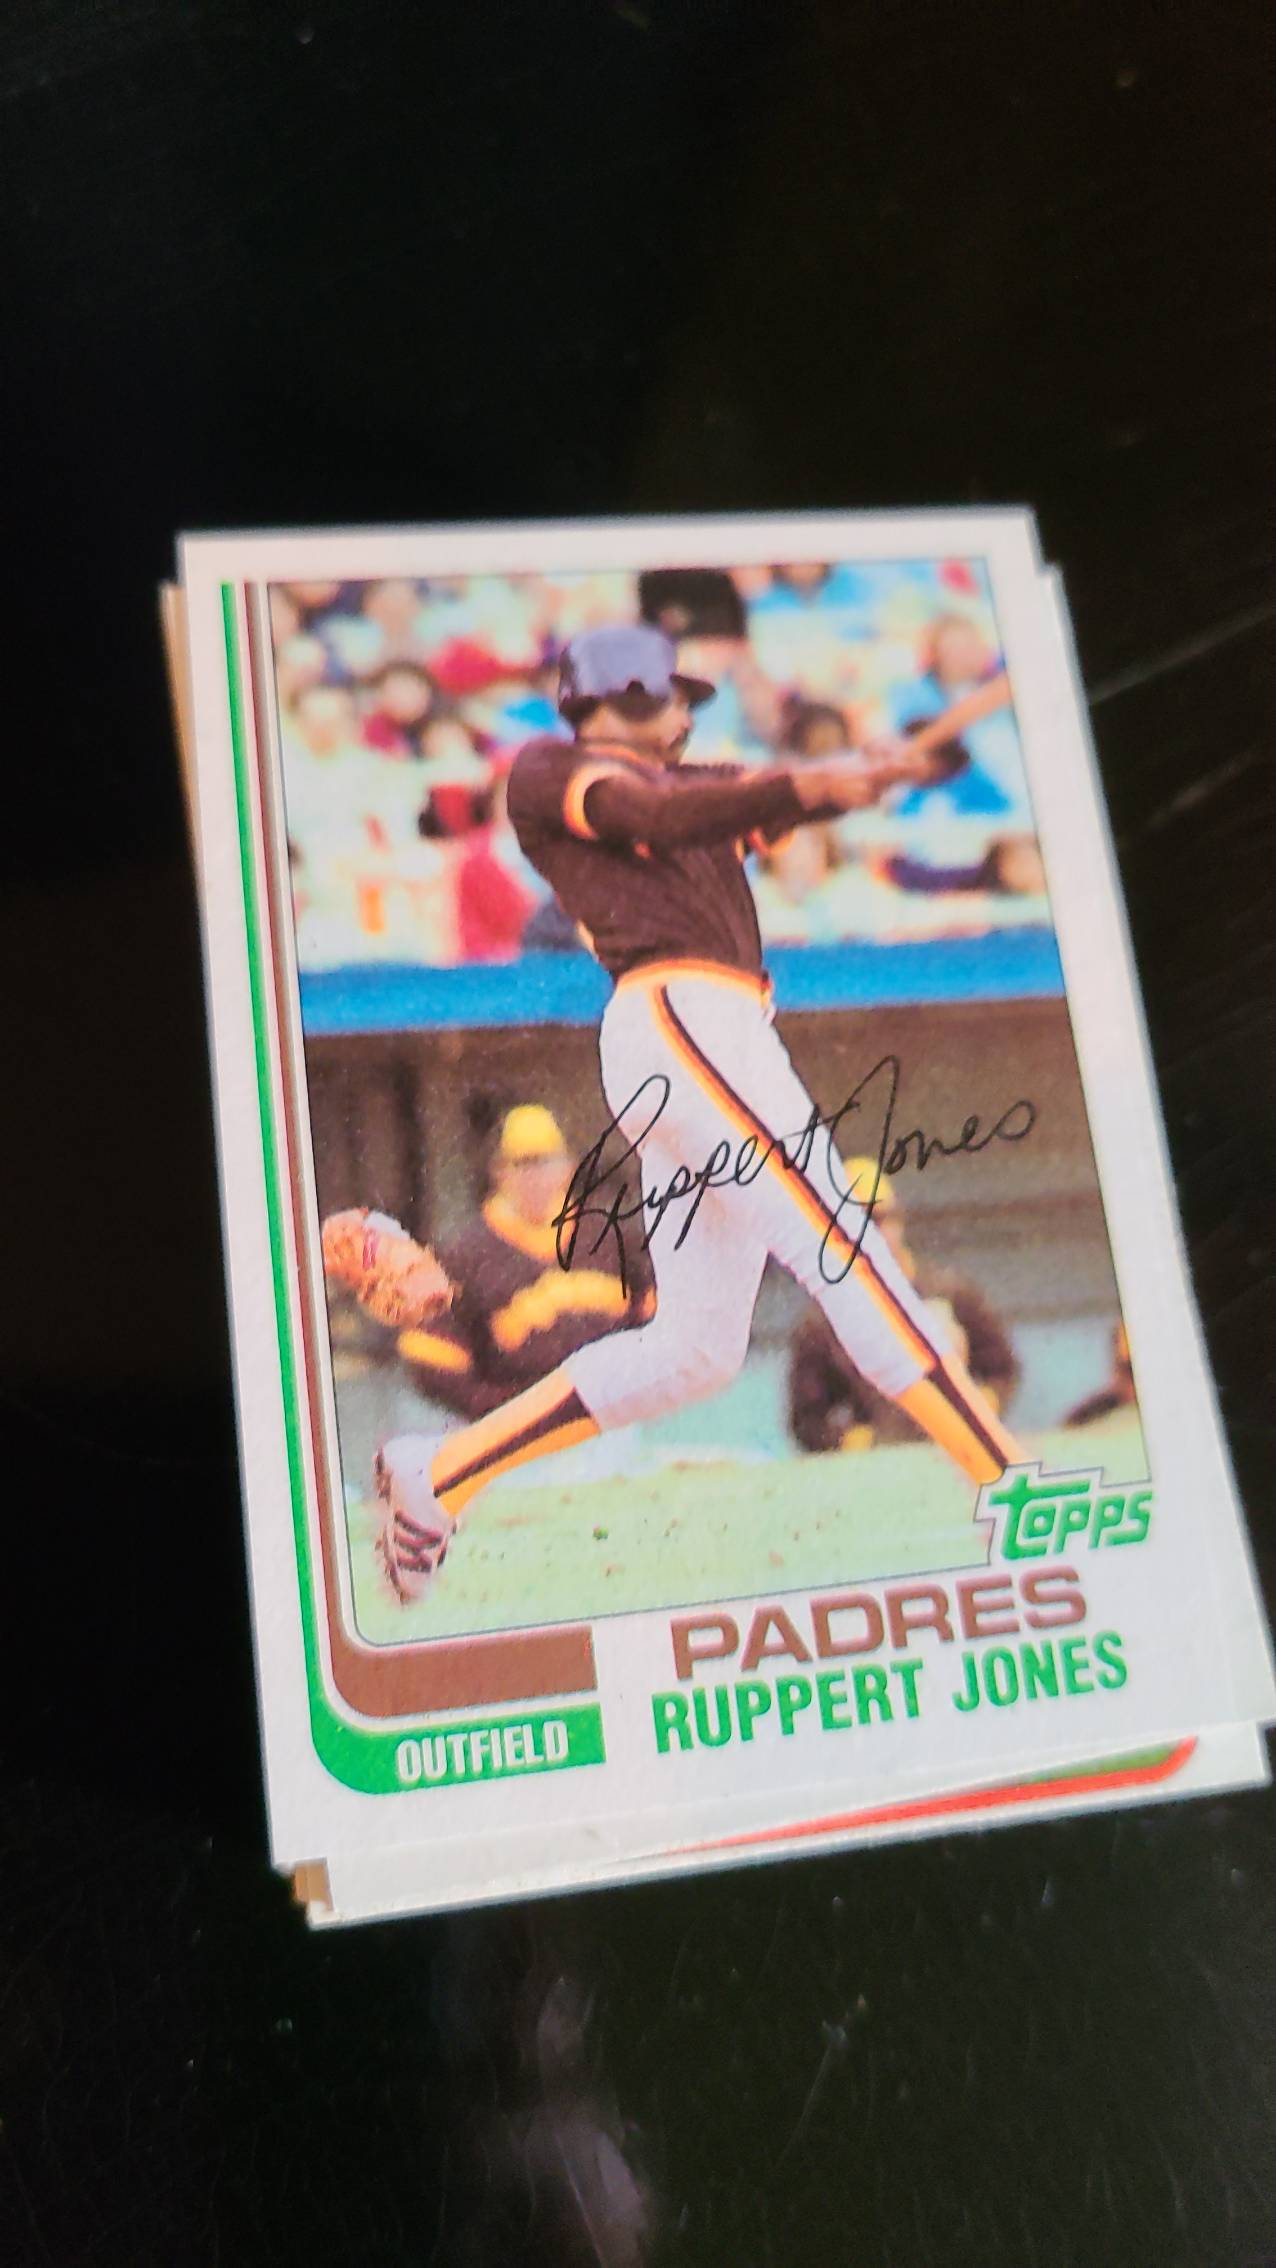 Ruppert Jones
TOPPS
PADRES
RUPPERT JONES
OUTFIELD